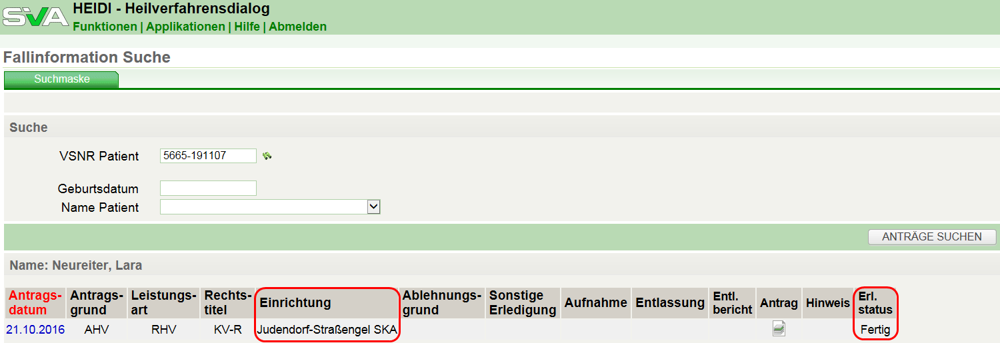 SVA
HEIDI - Heilverfahrensdialog
Funktionen | Applikationen | Hilfe | Abmelden
Fallinformation Suche
Suchmaske
Suche
VSNR Patient 5665-191107
Geburtsdatum
Name Patient
ANTRÄGE SUCHEN
Name: Neureiter, Lara
Antrags-datum Antrags-grund Leistungs-art Rechts-titel Einrichtung Ablehnungs-grund Sonstige Erledigung Aufnahme Entlassung Entl. bericht Antrag Hinweis Erl. status
21.10.2016 AHV RHV KV-R Judendorf-Straßengel SKA Fertig